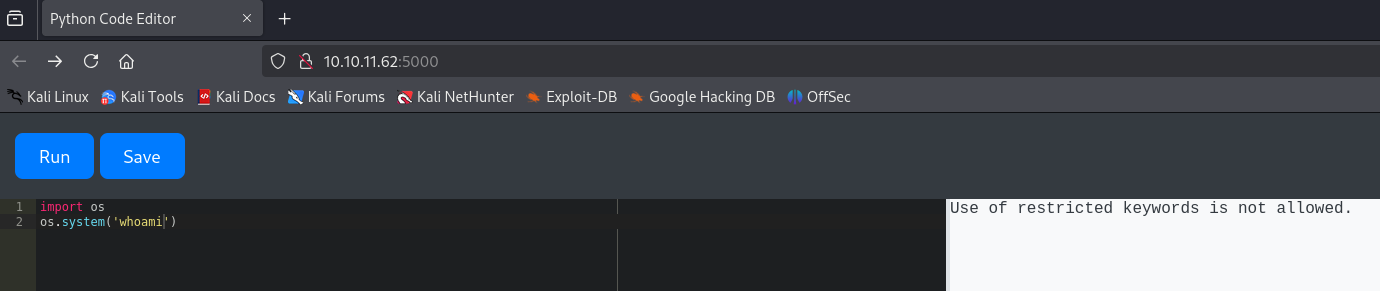 Python Code Editor
10.10.11.62:5000
Kali Linux Kali Tools Kali Docs Kali Forums Kali NetHunter Exploit-DB Google Hacking DB OffSec
Run Save
1 import os
2 os.system('whoami')
Use of restricted keywords is not allowed.